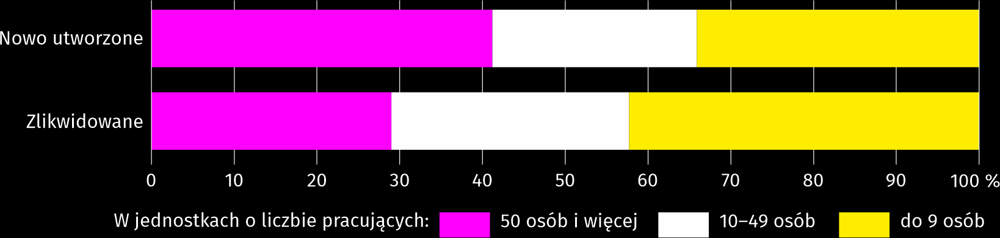 Nowo utworzone
Zlikwidowane
0 10 20 30 40 50 60 70 80 90 100 %
W jednostkach o liczbie pracujących: 50 osób i więcej 10–49 osób do 9 osób